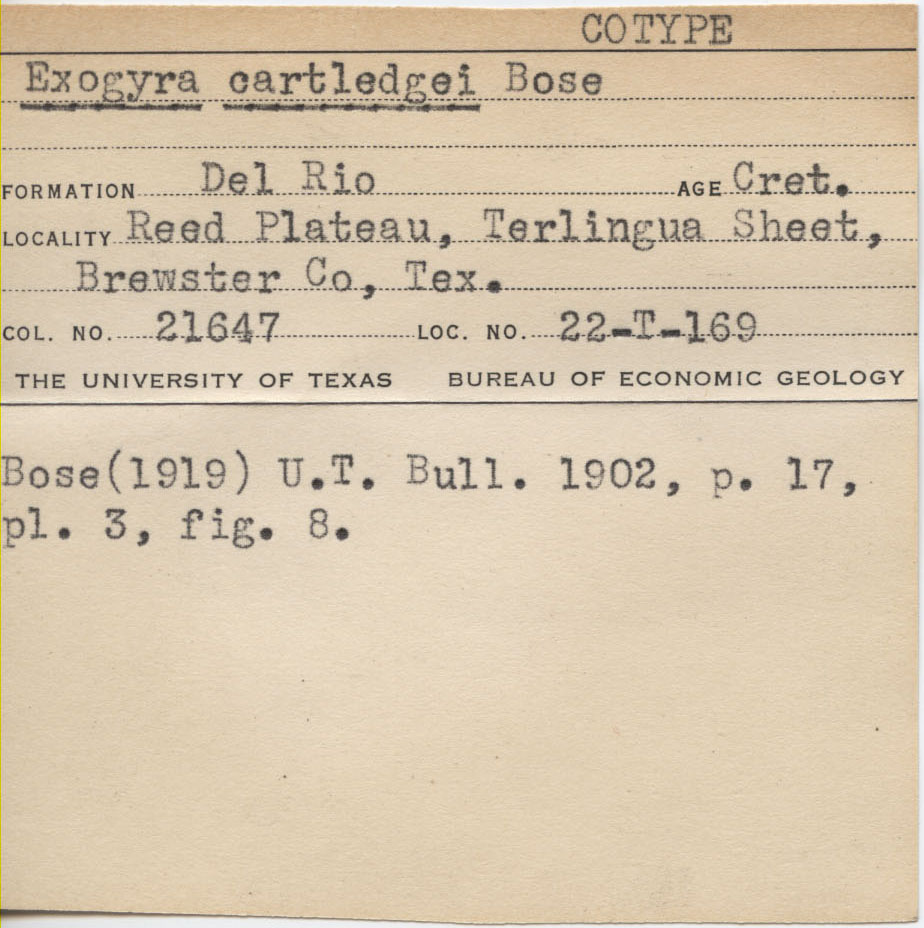 COTYPE
Exogyra cartledgei Bose
FORMATION Del Rio AGE Cret.
LOCALITY Reed Plateau, Terlingua Sheet,
Brewster Co, Tex.
COL. NO. 21647 LOC. NO. 22-T-169
THE UNIVERSITY OF TEXAS BUREAU OF ECONOMIC GEOLOGY
Bose(1919) U.T. Bull. 1902, p. 17,
pl. 3, fig. 8.